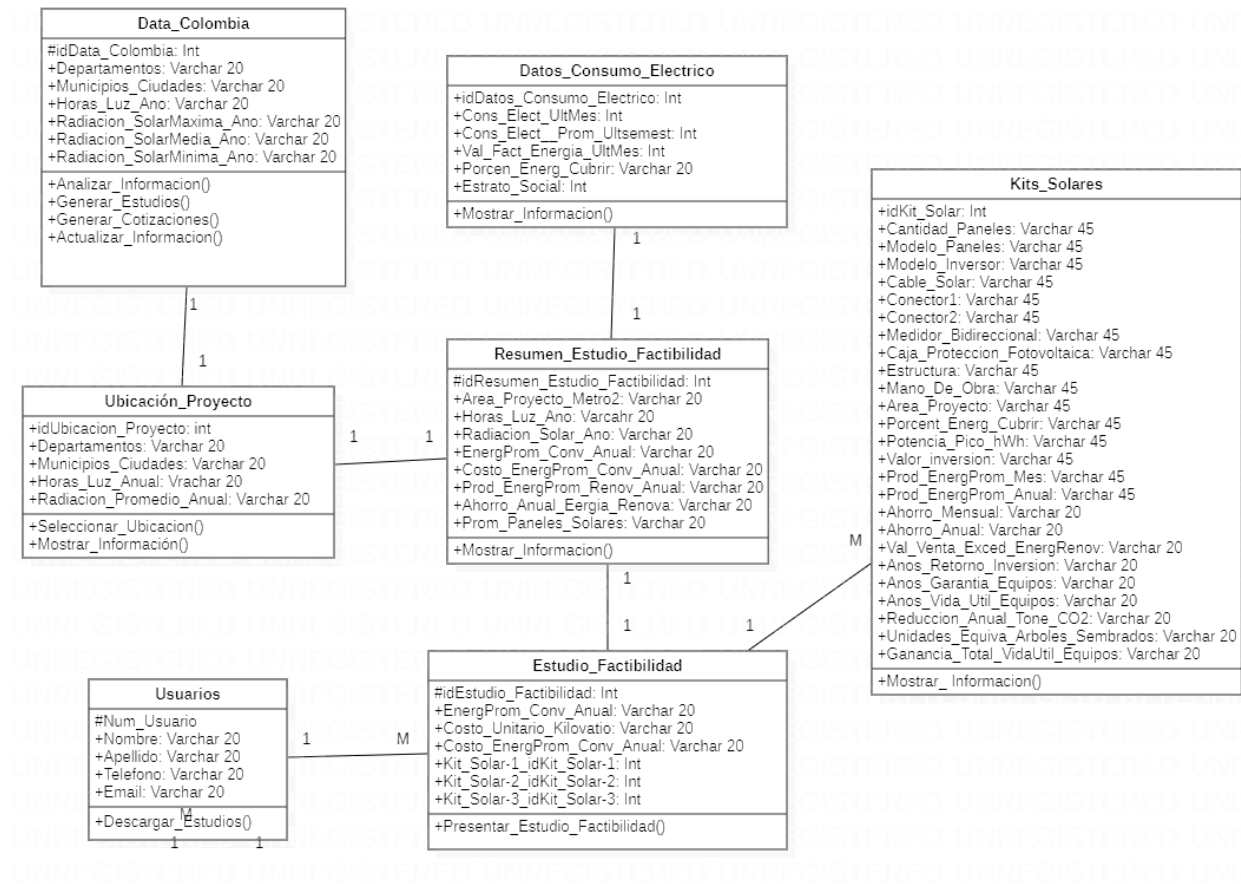 Data_Colombia
#idData_Colombia: Int
+Departamentos: Varchar 20
+Municipios_Ciudades: Varchar 20
+Horas_Luz_Ano: Varchar 20
+Radiacion_SolarMaxima_Ano: Varchar 20
+Radiacion_SolarMedia_Ano: Varchar 20
+Radiacion_SolarMinima_Ano: Varchar 20
+Analizar_Informacion()
+Generar_Estudios()
+Generar_Cotizaciones()
+Actualizar_Informacion()
1
1
Datos_Consumo_Electrico
+idDatos_Consumo_Electrico: Int
+Cons_Elect_UltMes: Int
+Cons_Elect__Prom_Ultsemest: Int
+Val_Fact_Energia_UltMes: Int
+Porcen_Energ_Cubrir: Varchar 20
+Estrato_Social: Int
+Mostrar_Informacion()
1
1
Kits_Solares
+idKit_Solar: Int
+Cantidad_Paneles: Varchar 45
+Modelo_Paneles: Varchar 45
+Modelo_Inversor: Varchar 45
+Cable_Solar: Varchar 45
+Conector1: Varchar 45
+Conector2: Varchar 45
+Medidor_Bidireccional: Varchar 45
+Caja_Proteccion_Fotovoltaica: Varchar 45
+Estructura: Varchar 45
+Mano_De_Obra: Varchar 45
+Area_Proyecto: Varchar 45
+Porcent_Energ_Cubrir: Varchar 45
+Potencia_Pico_hWh: Varchar 45
+Valor_inversion: Varchar 45
+Prod_EnergProm_Mes: Varchar 45
+Prod_EnergProm_Anual: Varchar 45
+Ahorro_Mensual: Varchar 20
+Ahorro_Anual: Varchar 20
+Val_Venta_Exced_EnergRenov: Varchar 20
+Anos_Retorno_Inversion: Varchar 20
+Anos_Garantia_Equipos: Varchar 20
+Anos_Vida_Util_Equipos: Varchar 20
+Reduccion_Anual_Tone_CO2: Varchar 20
+Unidades_Equiva_Arboles_Sembrados: Varchar 20
+Ganancia_Total_VidaUtil_Equipos: Varchar 20
+Mostrar_ Informacion()
Ubicación_Proyecto
+idUbicacion_Proyecto: int
+Departamentos: Varchar 20
+Municipios_Ciudades: Varchar 20
+Horas_Luz_Anual: Vrachar 20
+Radiacion_Promedio_Anual: Varchar 20
+Seleccionar_Ubicacion()
+Mostrar_Información()
1 1
Resumen_Estudio_Factibilidad
#idResumen_Estudio_Factibilidad: Int
+Area_Proyecto_Metro2: Varchar 20
+Horas_Luz_Ano: Varcahr 20
+Radiacion_Solar_Ano: Varchar 20
+EnergProm_Conv_Anual: Varchar 20
+Costo_EnergProm_Conv_Anual: Varchar 20
+Prod_EnergProm_Renov_Anual: Varchar 20
+Ahorro_Anual_Eergia_Renova: Varchar 20
+Prom_Paneles_Solares: Varchar 20
+Mostrar_Informacion()
M
1
1 1
Usuarios
#Num_Usuario
+Nombre: Varchar 20
+Apellido: Varchar 20
+Telefono: Varchar 20
+Email: Varchar 20
M
+Descargar_Estudios()
1 1
1 M
Estudio_Factibilidad
#idEstudio_Factibilidad: Int
+EnergProm_Conv_Anual: Varchar 20
+Costo_Unitario_Kilovatio: Varchar 20
+Costo_EnergProm_Conv_Anual: Varchar 20
+Kit_Solar-1_idKit_Solar-1: Int
+Kit_Solar-2_idKit_Solar-2: Int
+Kit_Solar-3_idKit_Solar-3: Int
+Presentar_Estudio_Factibilidad()
UNREGISTERED